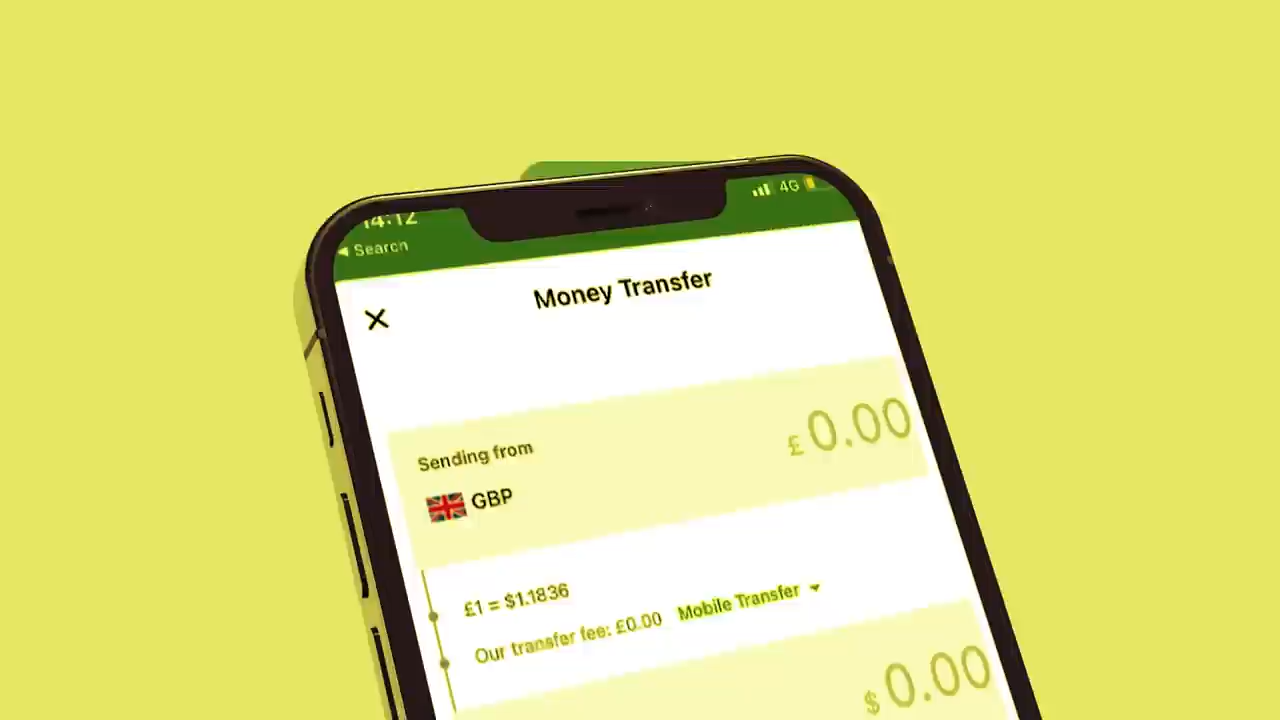 14:12
4G
◀ Search
Money Transfer
Sending from
£ 0.00
GBP
£1 = $1.1836
Our transfer fee: £0.00 Mobile Transfer
$ 0.00